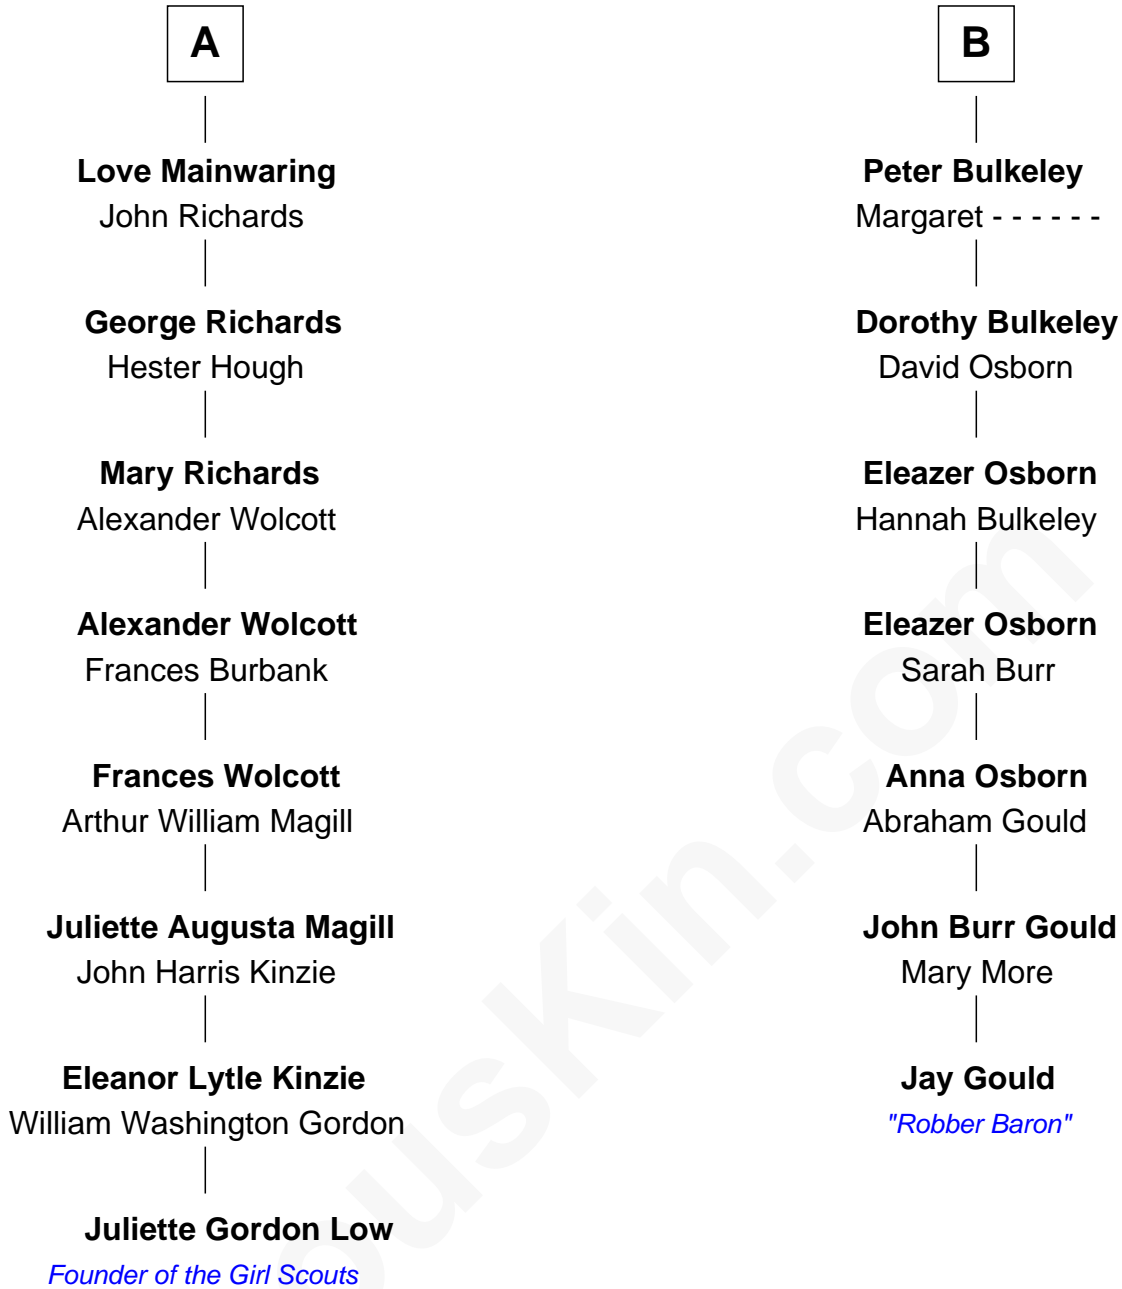 A
Love Mainwaring
John Richards
George Richards
Hester Hough
Mary Richards
Alexander Wolcott
Alexander Wolcott
Frances Burbank
Frances Wolcott
Arthur William Magill
Juliette Augusta Magill
John Harris Kinzie
Eleanor Lytle Kinzie
William Washington Gordon
Juliette Gordon Low
Founder of the Girl Scouts
B
Peter Bulkeley
Margaret - - - - - -
Dorothy Bulkeley
David Osborn
Eleazer Osborn
Hannah Bulkeley
Eleazer Osborn
Sarah Burr
Anna Osborn
Abraham Gould
John Burr Gould
Mary More
Jay Gould
"Robber Baron"
ousKin.com